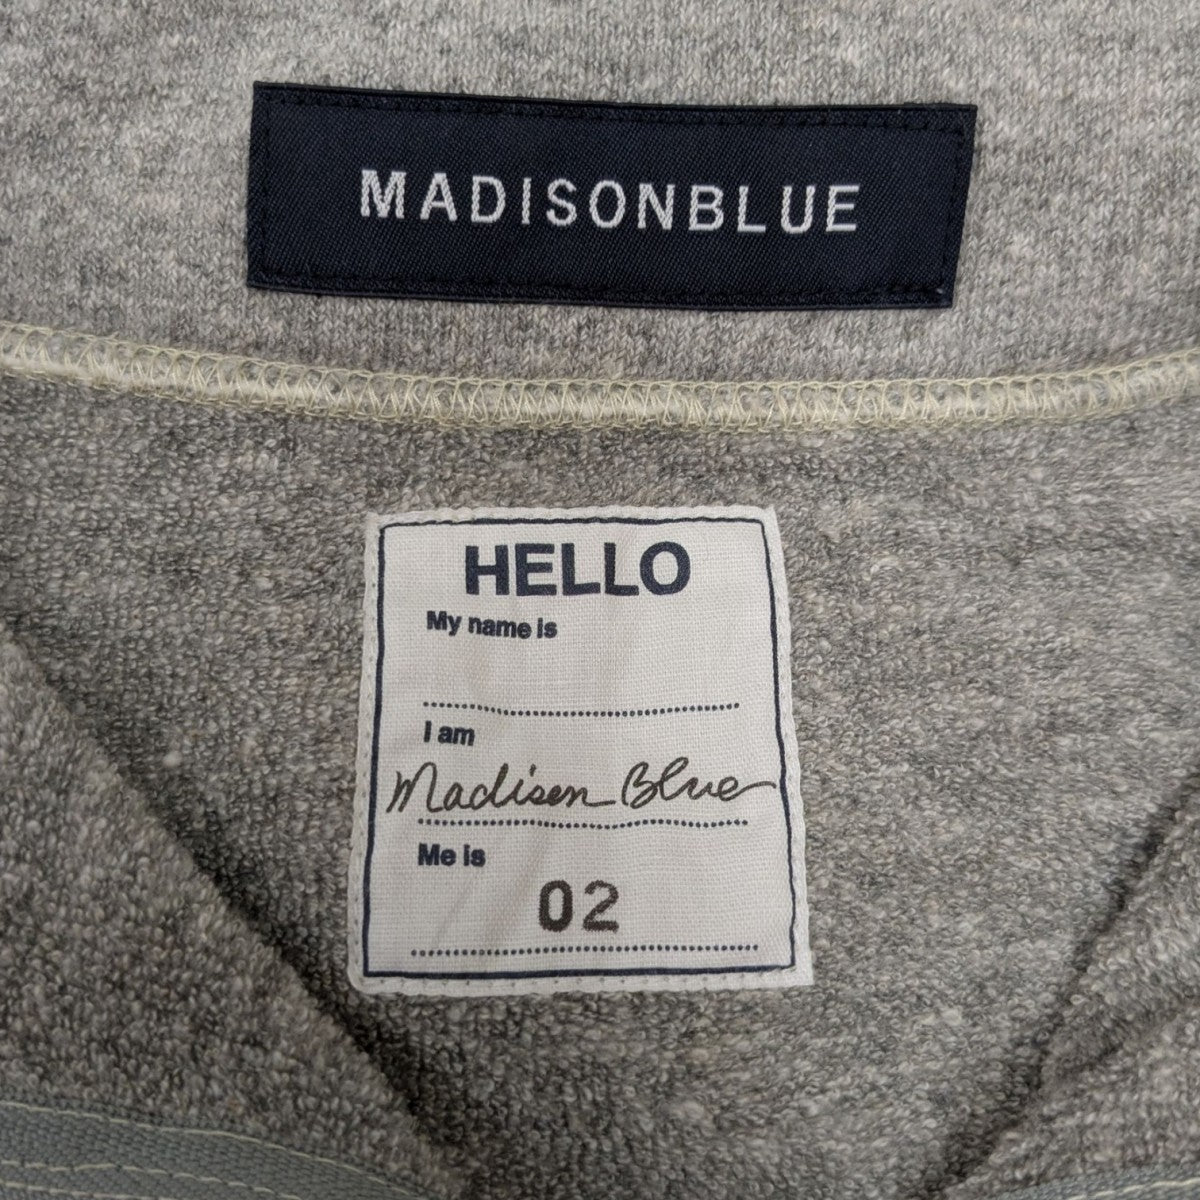 MADISONBLUE
HELLO
My name is
I am
Madison Blue
Me is
02